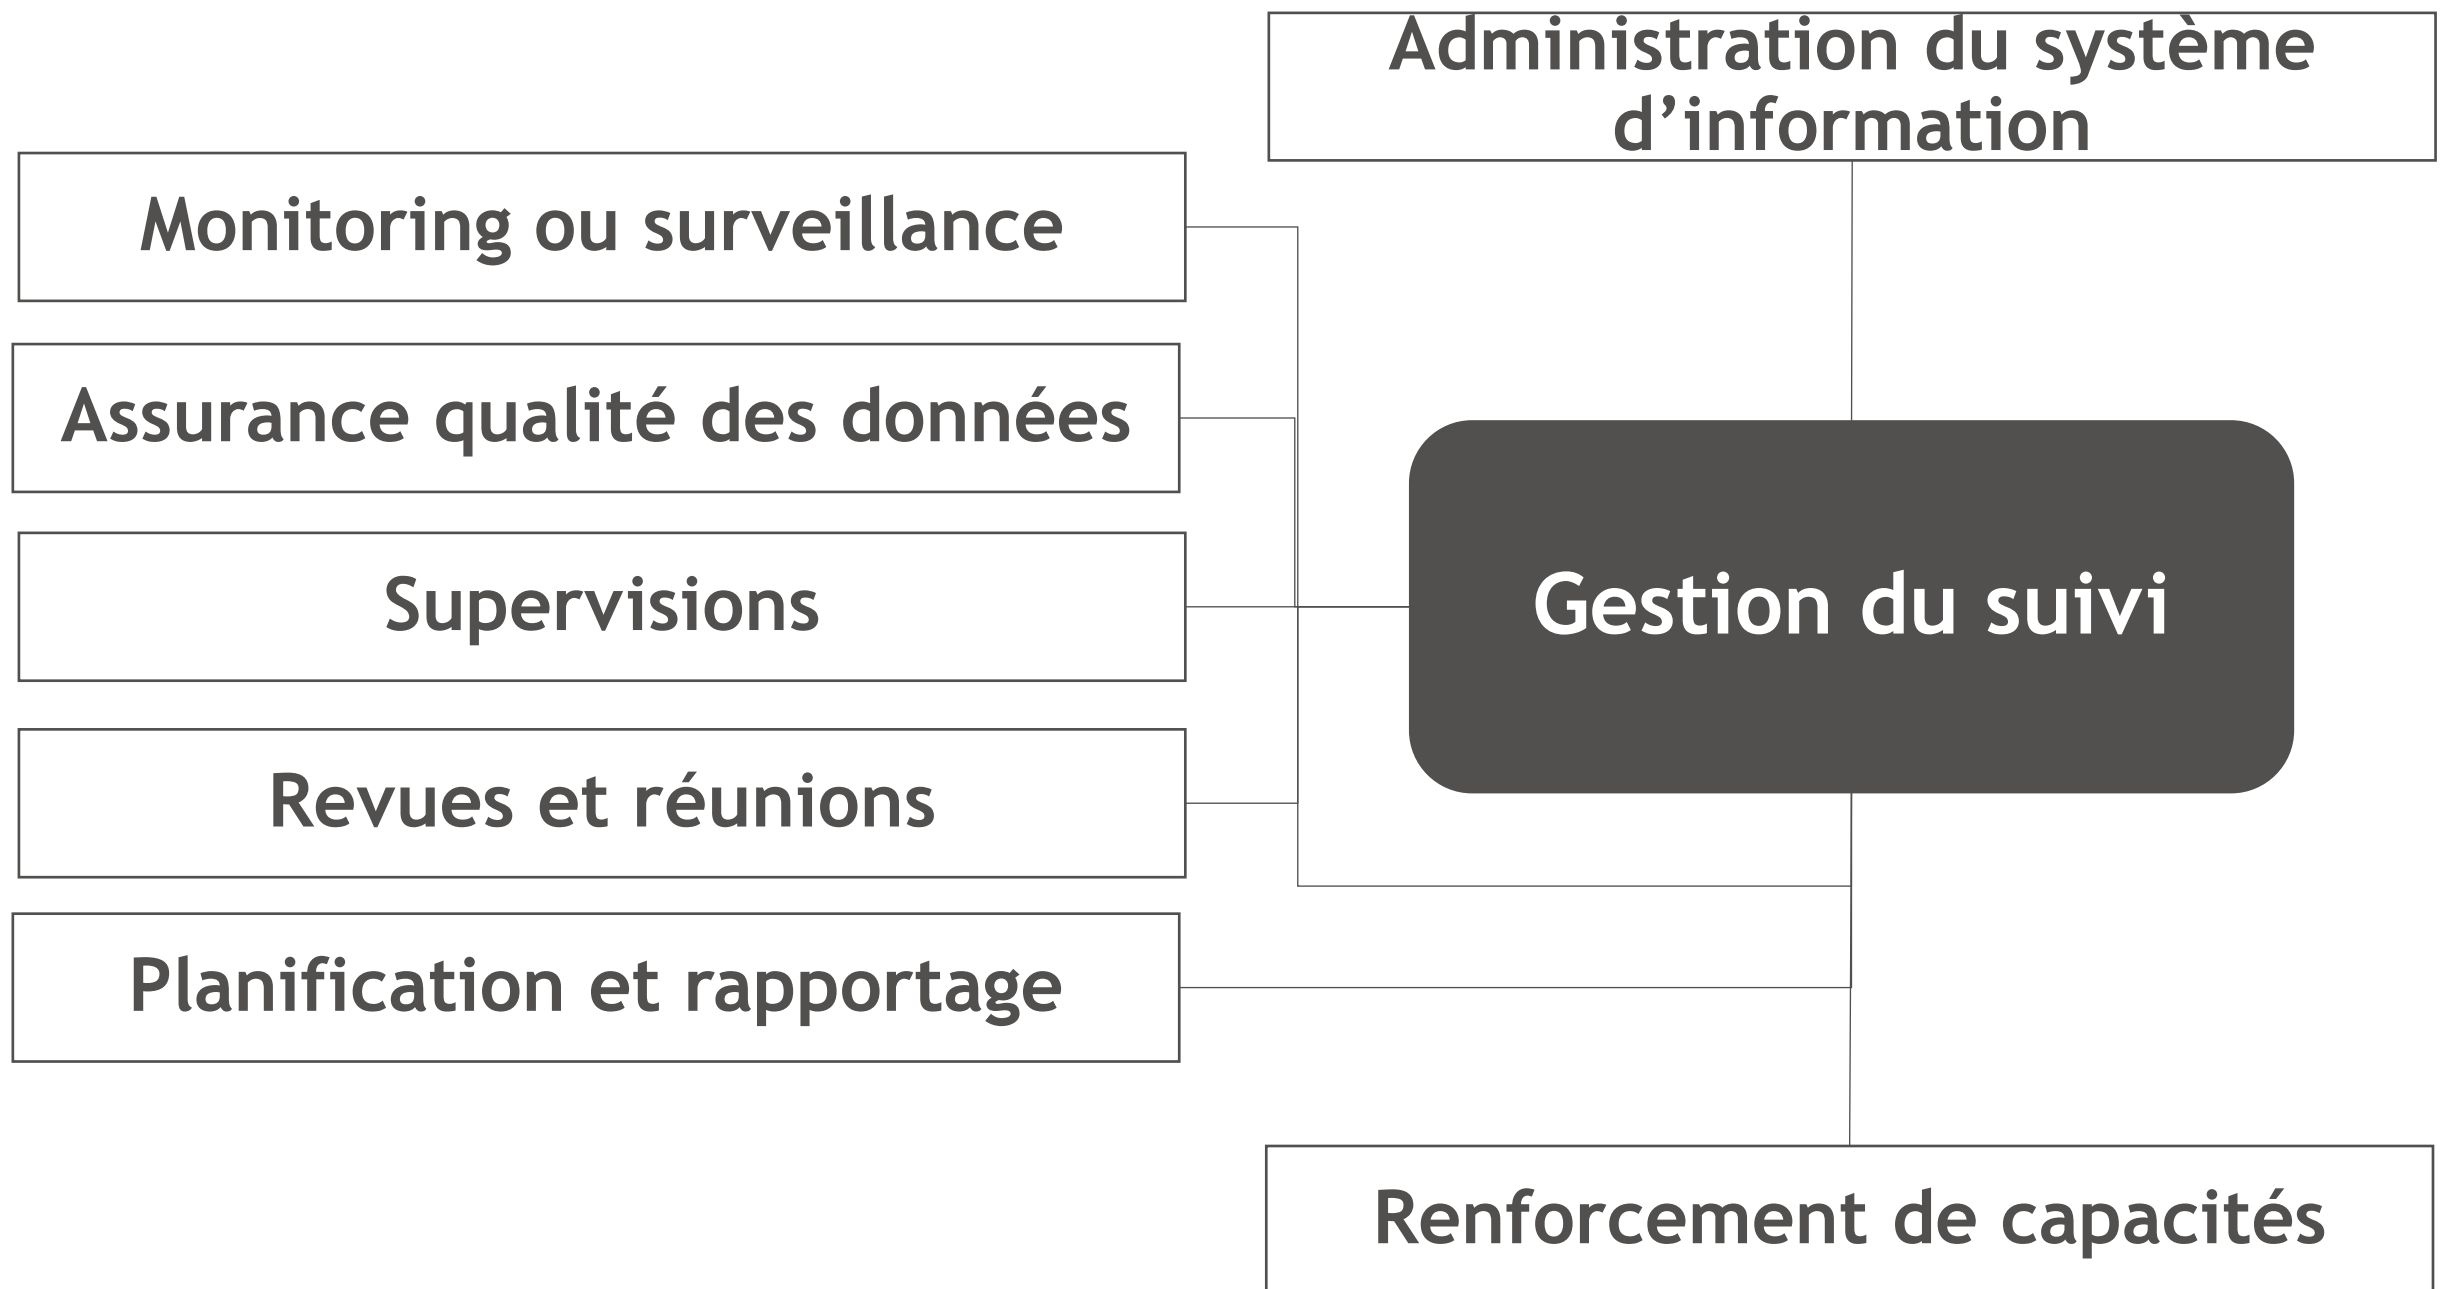 Administration du système
d’information
Monitoring ou surveillance
Assurance qualité des données
Supervisions
Gestion du suivi
Revues et réunions
Planification et rapportage
Renforcement de capacités